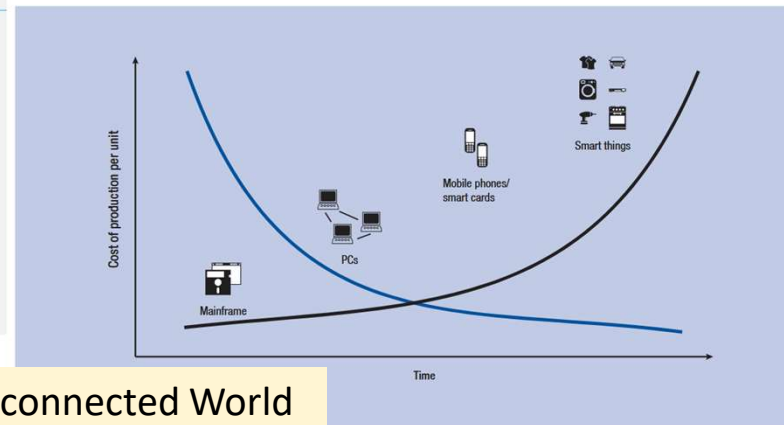 Cost of production per unit
Smart things
Mobile phones/
smart cards
PCs
Mainframe
Time
connected World